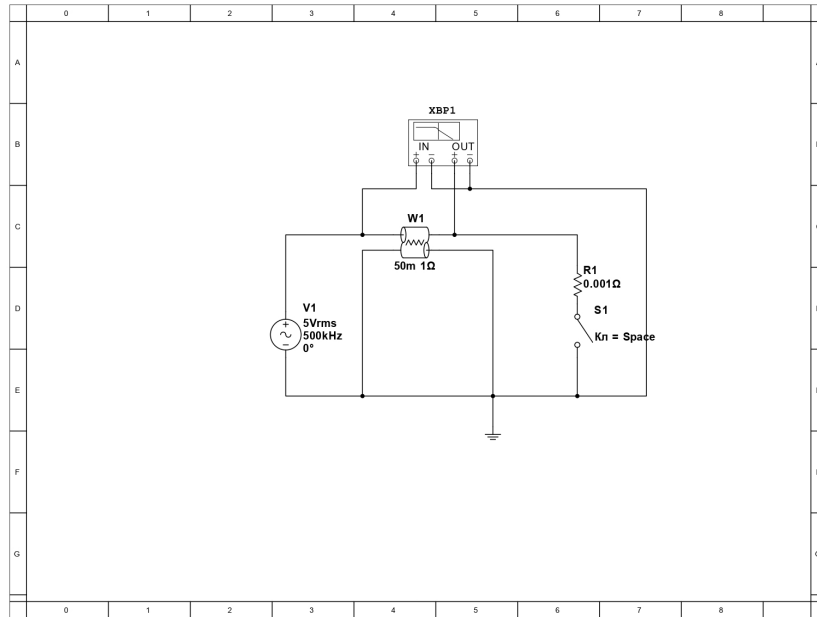 0 1 2 3 4 5 6 7 8
A
XBP1
B
IN OUT
+ − + −
C
W1
50m 1Ω
R1
0.001Ω
D
V1
S1
+
5Vrms
500kHz
Кл = Space
−
0°
E
F
G
0 1 2 3 4 5 6 7 8